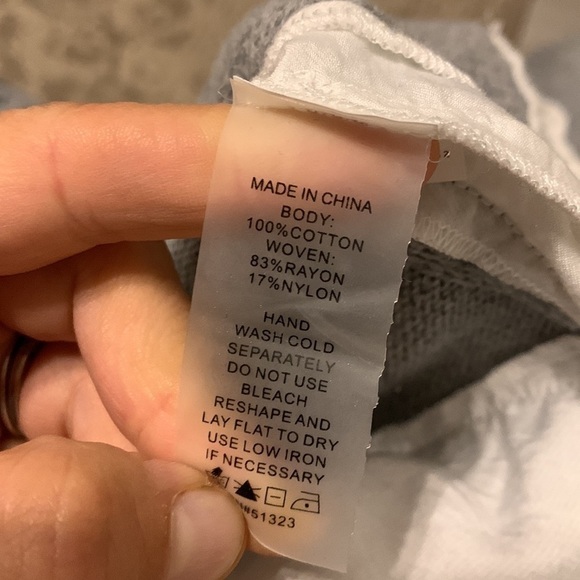 MADE IN CHINA
BODY:
100%COTTON
WOVEN:
83%RAYON
17%NYLON
HAND
WASH COLD
SEPARATELY
DO NOT USE
BLEACH
RESHAPE AND
LAY FLAT TO DRY
USE LOW IRON
IF NECESSARY
#51323